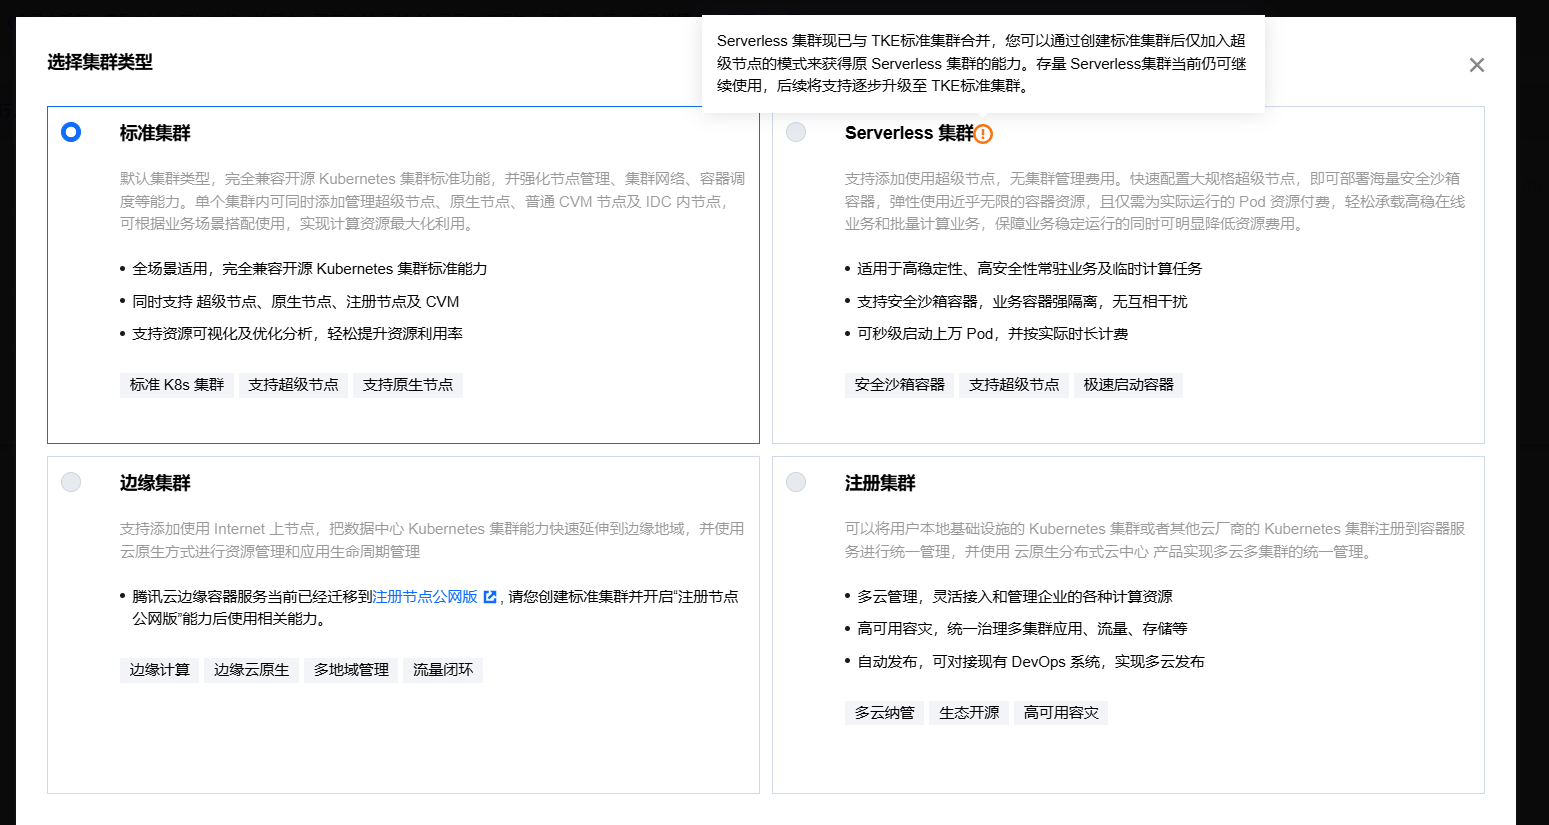 Serverless 集群现已与 TKE标准集群合并，您可以通过创建标准集群后仅加入超
级节点的模式来获得原 Serverless 集群的能力。存量 Serverless集群当前仍可继
续使用，后续将支持逐步升级至 TKE标准集群。
选择集群类型
标准集群
默认集群类型，完全兼容开源 Kubernetes 集群标准功能，并强化节点管理、集群网络、容器调
度等能力。单个集群内可同时添加管理超级节点、原生节点、普通 CVM 节点及 IDC 内节点，
可根据业务场景搭配使用，实现计算资源最大化利用。
• 全场景适用，完全兼容开源 Kubernetes 集群标准能力
• 同时支持 超级节点、原生节点、注册节点及 CVM
• 支持资源可视化及优化分析，轻松提升资源利用率
标准 K8s 集群 支持超级节点 支持原生节点
Serverless 集群
支持添加使用超级节点，无集群管理费用。快速配置大规格超级节点，即可部署海量安全沙箱
容器，弹性使用近乎无限的容器资源，且仅需为实际运行的 Pod 资源付费，轻松承载高稳在线
业务和批量计算业务，保障业务稳定运行的同时可明显降低资源费用。
• 适用于高稳定性、高安全性常驻业务及临时计算任务
• 支持安全沙箱容器，业务容器强隔离，无互相干扰
• 可秒级启动上万 Pod，并按实际时长计费
安全沙箱容器 支持超级节点 极速启动容器
边缘集群
支持添加使用 Internet 上节点，把数据中心 Kubernetes 集群能力快速延伸到边缘地域，并使用
云原生方式进行资源管理和应用生命周期管理
• 腾讯云边缘容器服务当前已经迁移到注册节点公网版 , 请您创建标准集群并开启“注册节点
公网版”能力后使用相关能力。
边缘计算 边缘云原生 多地域管理 流量闭环
注册集群
可以将用户本地基础设施的 Kubernetes 集群或者其他云厂商的 Kubernetes 集群注册到容器服
务进行统一管理，并使用 云原生分布式云中心 产品实现多云多集群的统一管理。
• 多云管理，灵活接入和管理企业的各种计算资源
• 高可用容灾，统一治理多集群应用、流量、存储等
• 自动发布，可对接现有 DevOps 系统，实现多云发布
多云纳管 生态开源 高可用容灾